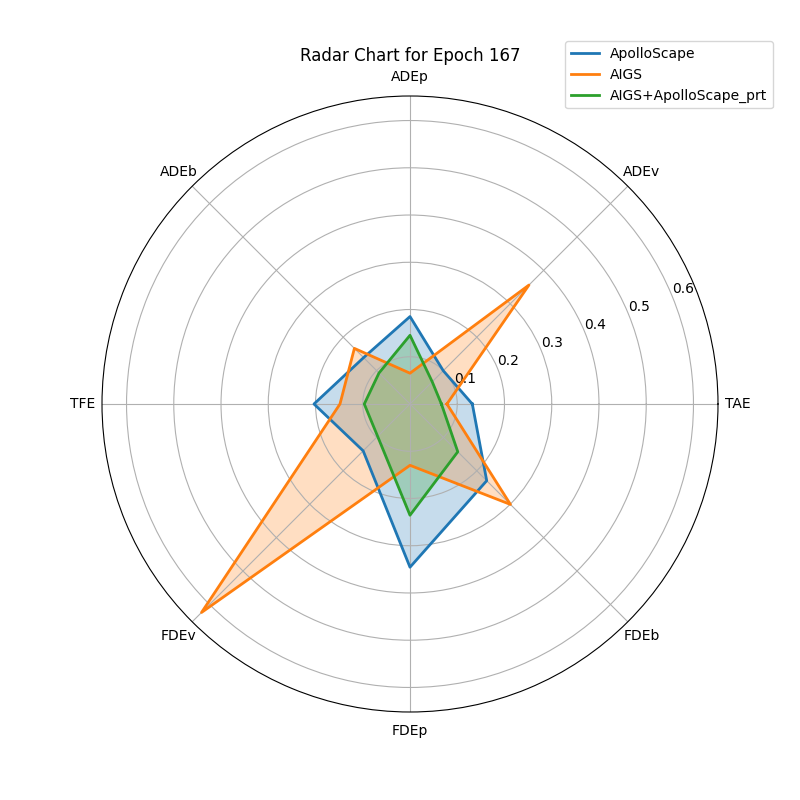 Radar Chart for Epoch 167
ApolloScape
AIGS
AIGS+ApolloScape_prt
ADEp
ADEb
ADEv
0.6
0.5
0.4
0.3
0.2
0.1
TFE
TAE
FDEv
FDEb
FDEp